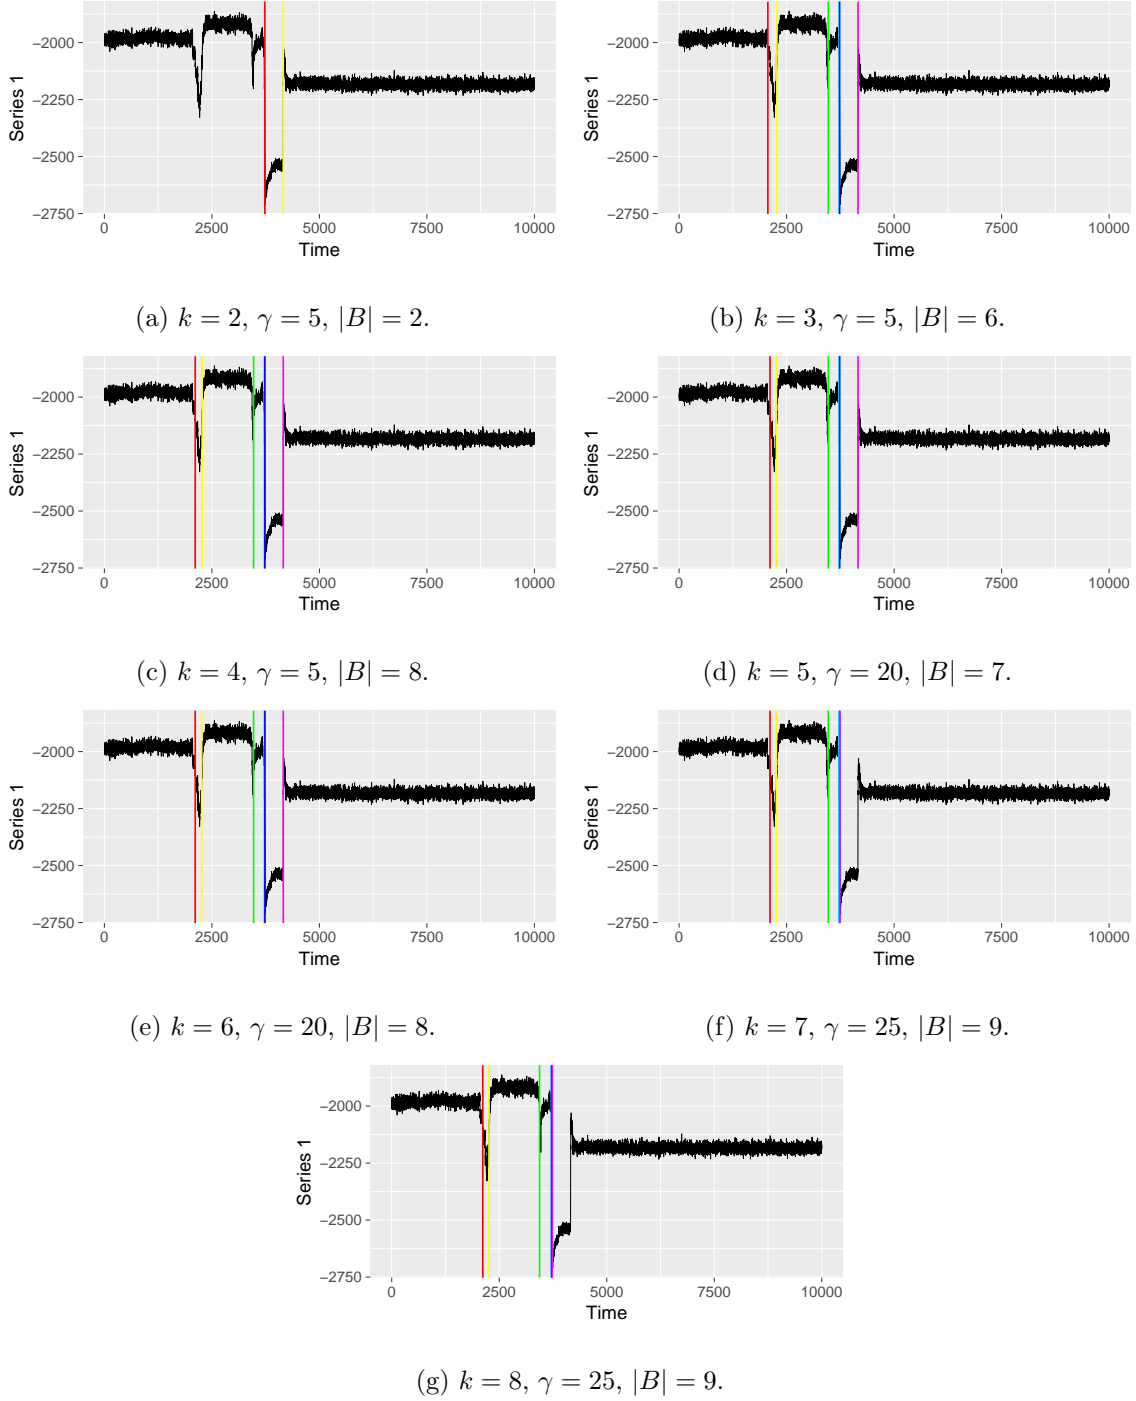 −2000
−2250
−2500
−2750
Series 1
0 2500 5000 7500 10000
Time
−2000
−2250
−2500
−2750
Series 1
0 2500 5000 7500 10000
Time
(a) k = 2, γ = 5, |B| = 2.
(b) k = 3, γ = 5, |B| = 6.
−2000
−2250
−2500
−2750
Series 1
0 2500 5000 7500 10000
Time
−2000
−2250
−2500
−2750
Series 1
0 2500 5000 7500 10000
Time
(c) k = 4, γ = 5, |B| = 8.
(d) k = 5, γ = 20, |B| = 7.
−2000
−2250
−2500
−2750
Series 1
0 2500 5000 7500 10000
Time
−2000
−2250
−2500
−2750
Series 1
0 2500 5000 7500 10000
Time
(e) k = 6, γ = 20, |B| = 8.
(f) k = 7, γ = 25, |B| = 9.
−2000
−2250
−2500
−2750
Series 1
0 2500 5000 7500 10000
Time
(g) k = 8, γ = 25, |B| = 9.